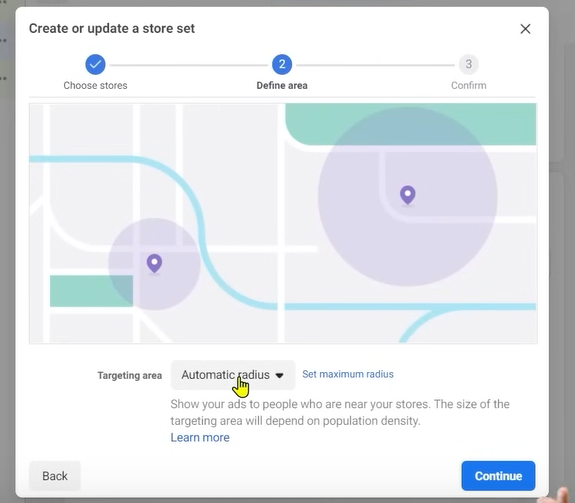 Create or update a store set
2
3
Choose stores
Define area
Confirm
Targeting area
Automatic radius
Set maximum radius
Show your ads to people who are near your stores. The size of the
targeting area will depend on population density.
Learn more
Back
Continue